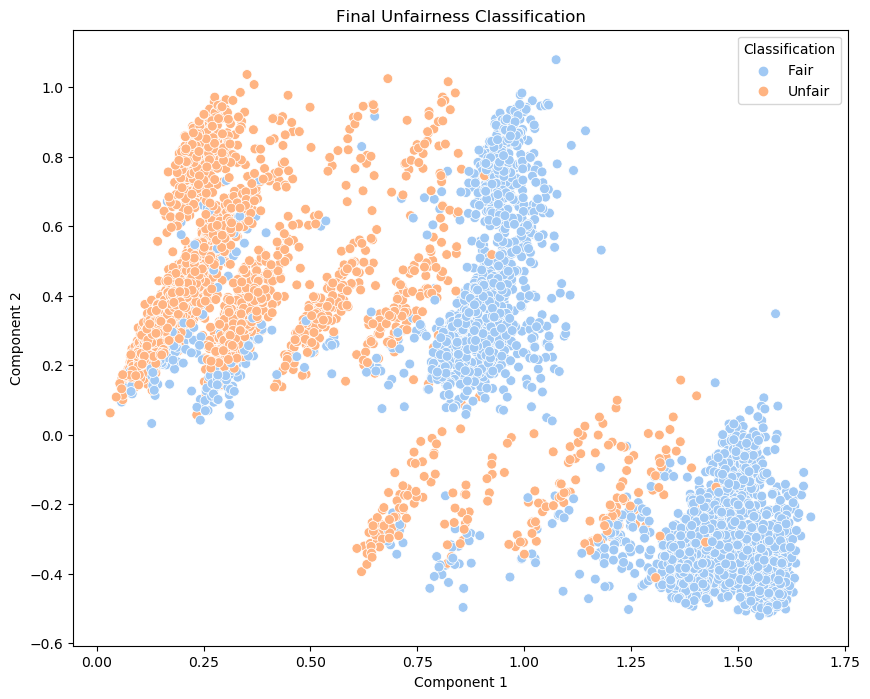 Final Unfairness Classification
Classification
Fair
Unfair
Component 2
1.0
0.8
0.6
0.4
0.2
0.0
−0.2
−0.4
−0.6
0.00 0.25 0.50 0.75 1.00 1.25 1.50 1.75
Component 1